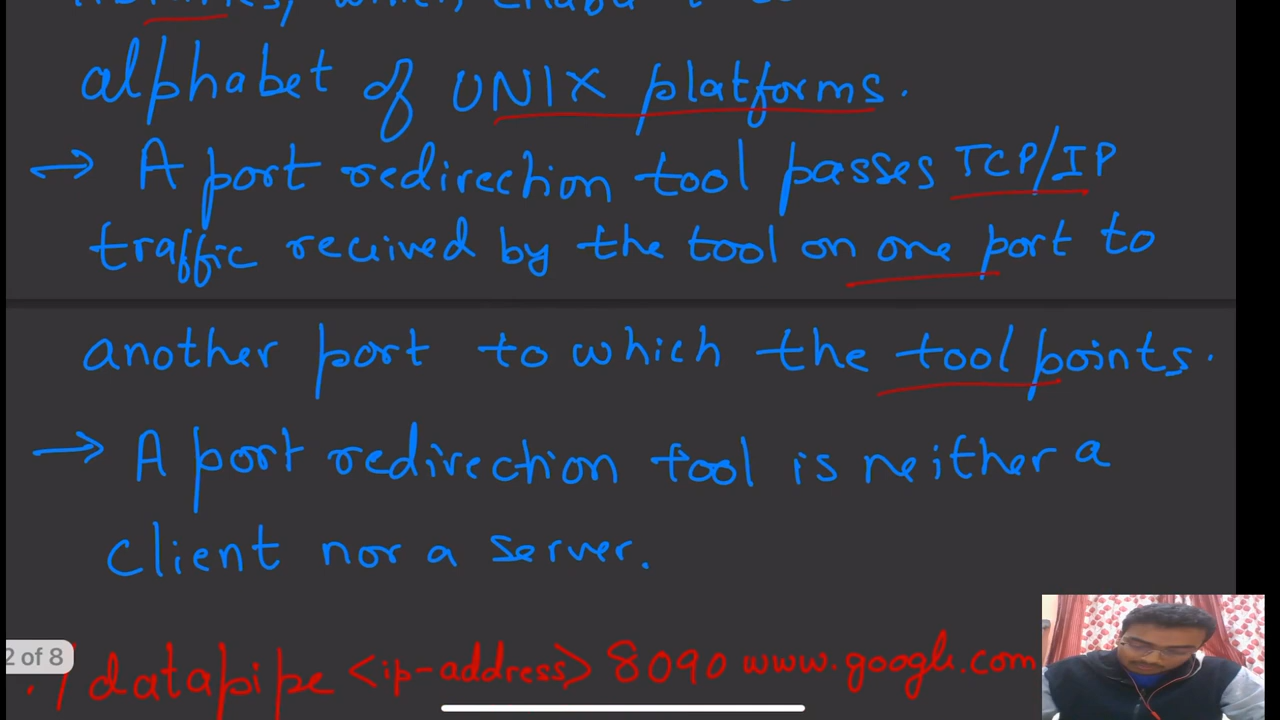 alphabet of UNIX platforms.
→ A port redirection tool passes TCP/IP
traffic recived by the tool on one port to
another port to which the tool points.
→ A port redirection tool is neither a
client nor a server.
2 of 8
./datapipe <ip-address> 8090 www.google.com